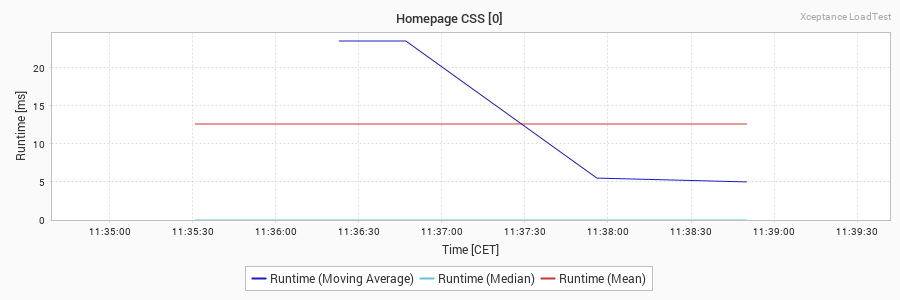 Homepage CSS [0]
Xceptance LoadTest
Runtime [ms]
20
15
10
5
0
11:35:00 11:35:30 11:36:00 11:36:30 11:37:00 11:37:30 11:38:00 11:38:30 11:39:00 11:39:30
Time [CET]
Runtime (Moving Average) Runtime (Median) Runtime (Mean)